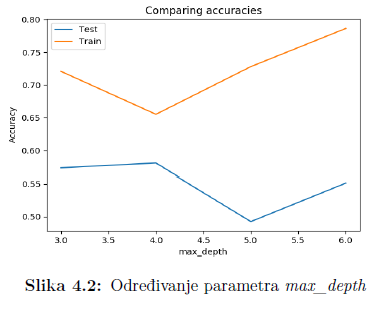 Comparing accuracies
Test
Train
0.80
0.75
0.70
0.65
0.60
0.55
0.50
Accuracy
3.0 3.5 4.0 4.5 5.0 5.5 6.0
max_depth
Slika 4.2: Određivanje parametra max_depth